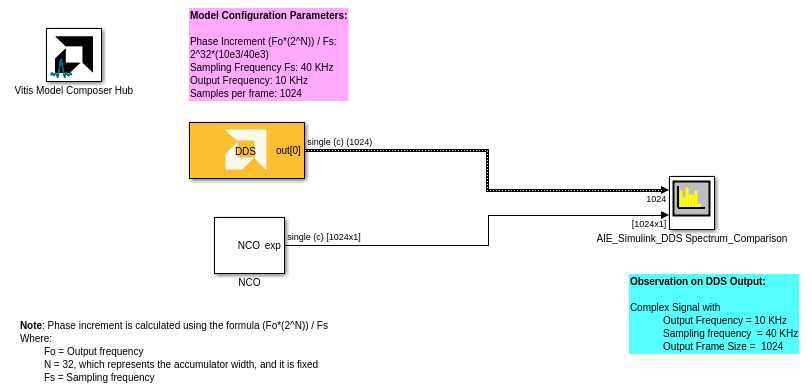 Model Configuration Parameters:
Phase Increment (Fo*(2^N)) / Fs:
2^32*(10e3/40e3)
Sampling Frequency Fs: 40 KHz
Output Frequency: 10 KHz
Samples per frame: 1024
Vitis Model Composer Hub
DDS
out[0]
single (c) (1024)
1024
[1024x1]
AIE_Simulink_DDS Spectrum_Comparison
NCO
exp
single (c) [1024x1]
NCO
Observation on DDS Output:
Complex Signal with
Output Frequency = 10 KHz
Sampling frequency  = 40 KHz
Output Frame Size =  1024
Note: Phase increment is calculated using the formula (Fo*(2^N)) / Fs
Where:
Fo = Output frequency
N = 32, which represents the accumulator width, and it is fixed
Fs = Sampling frequency